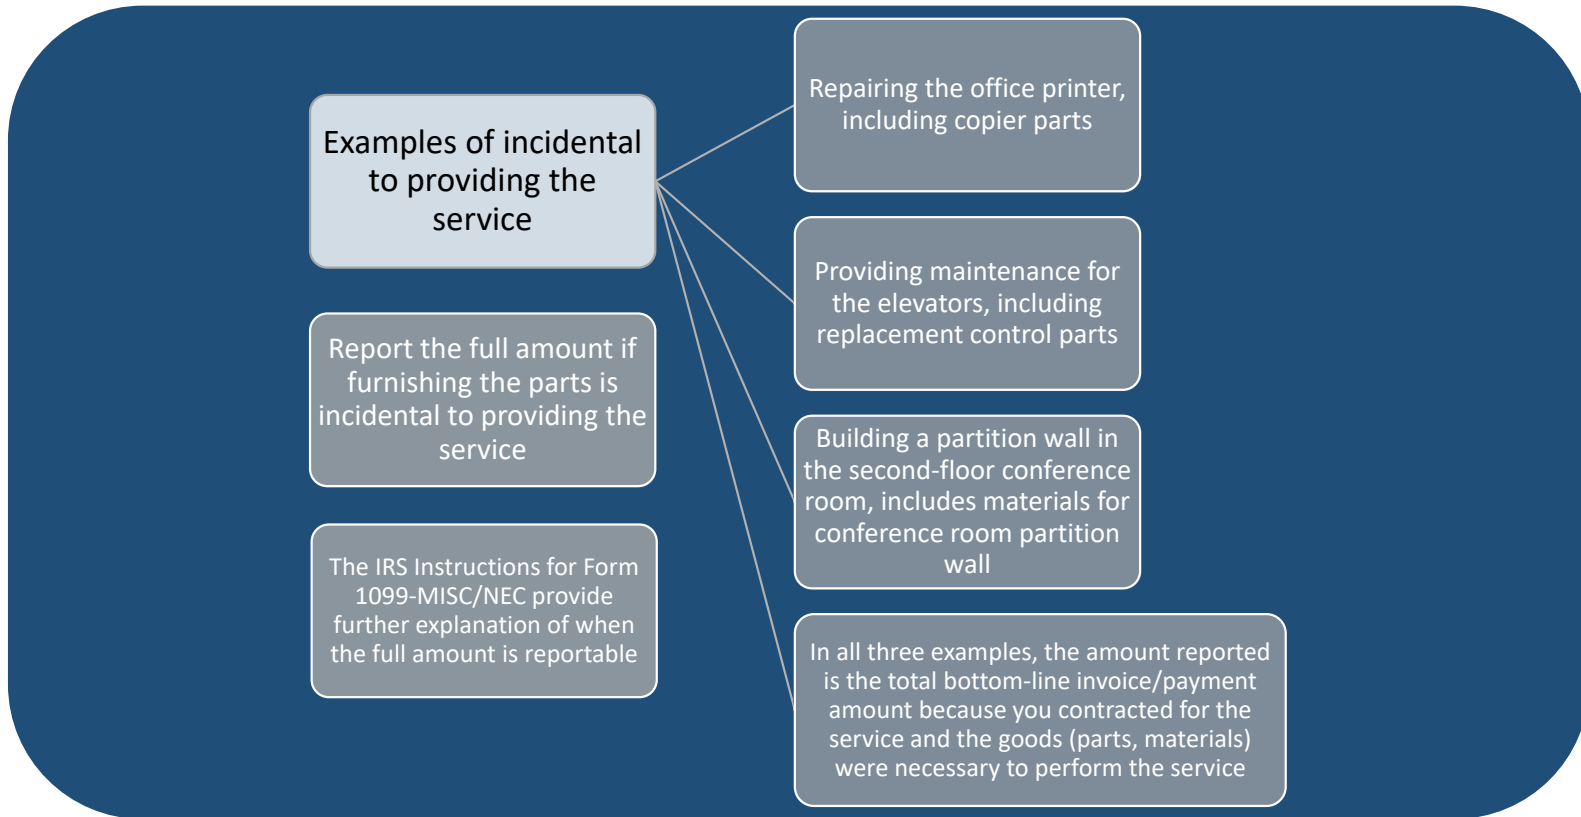 Examples of incidental
to providing the
service
Report the full amount if
furnishing the parts is
incidental to providing the
service
The IRS Instructions for Form
1099-MISC/NEC provide
further explanation of when
the full amount is reportable
Repairing the office printer,
including copier parts
Providing maintenance for
the elevators, including
replacement control parts
Building a partition wall in
the second-floor conference
room, includes materials for
conference room partition
wall
In all three examples, the amount reported
is the total bottom-line invoice/payment
amount because you contracted for the
service and the goods (parts, materials)
were necessary to perform the service